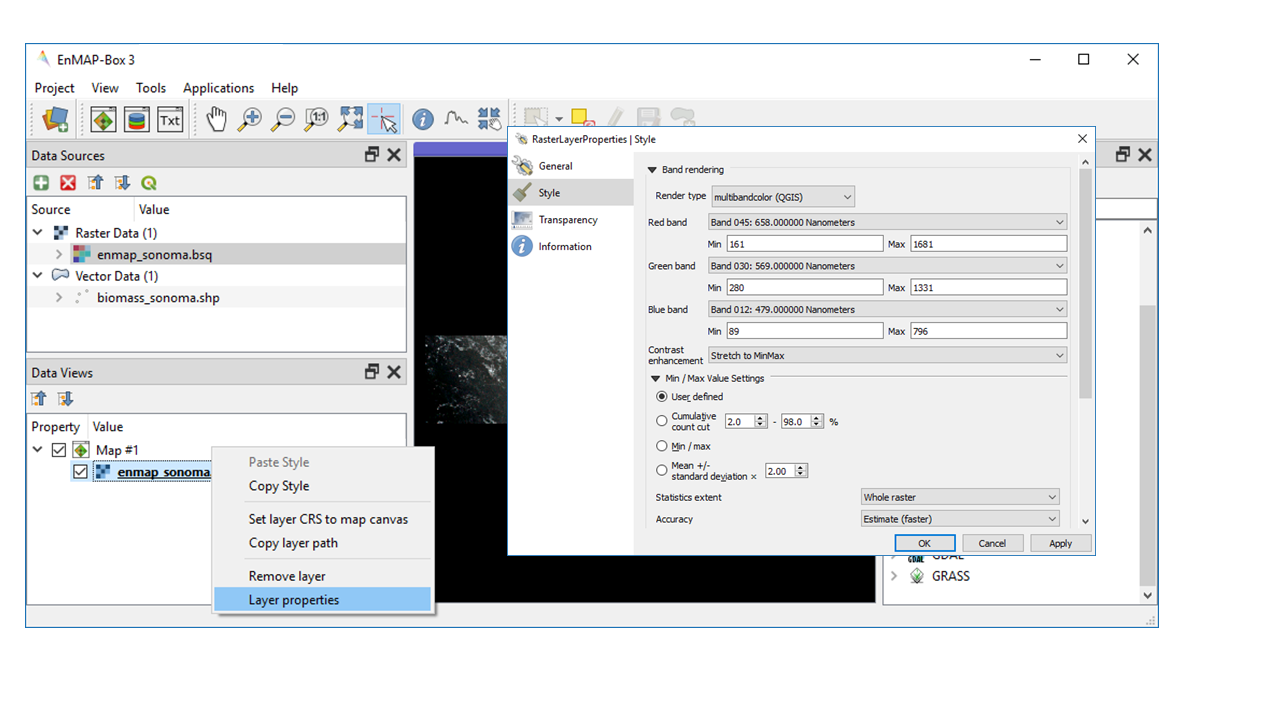 EnMAP-Box 3
Project View Tools Applications Help
Txt
1:1
Data Sources
Source Value
Raster Data (1)
enmap_sonoma.bsq
Vector Data (1)
biomass_sonoma.shp
Data Views
Property Value
Map #1
enmap_sonoma.
Paste Style
Copy Style
Set layer CRS to map canvas
Copy layer path
Remove layer
Layer properties
RasterLayerProperties | Style
General
Style
Transparency
Information
Band rendering
Render type multibandcolor (QGIS)
Red band Band 045: 658.000000 Nanometers
Min 161 Max 1681
Green band Band 030: 569.000000 Nanometers
Min 280 Max 1331
Blue band Band 012: 479.000000 Nanometers
Min 89 Max 796
Contrast
enhancement Stretch to MinMax
Min / Max Value Settings
User defined
Cumulative
count cut 2.0 - 98.0 %
Min / max
Mean +/-
standard deviation × 2.00
Statistics extent Whole raster
Accuracy Estimate (faster)
OK Cancel Apply
GDAL GDAL
GRASS